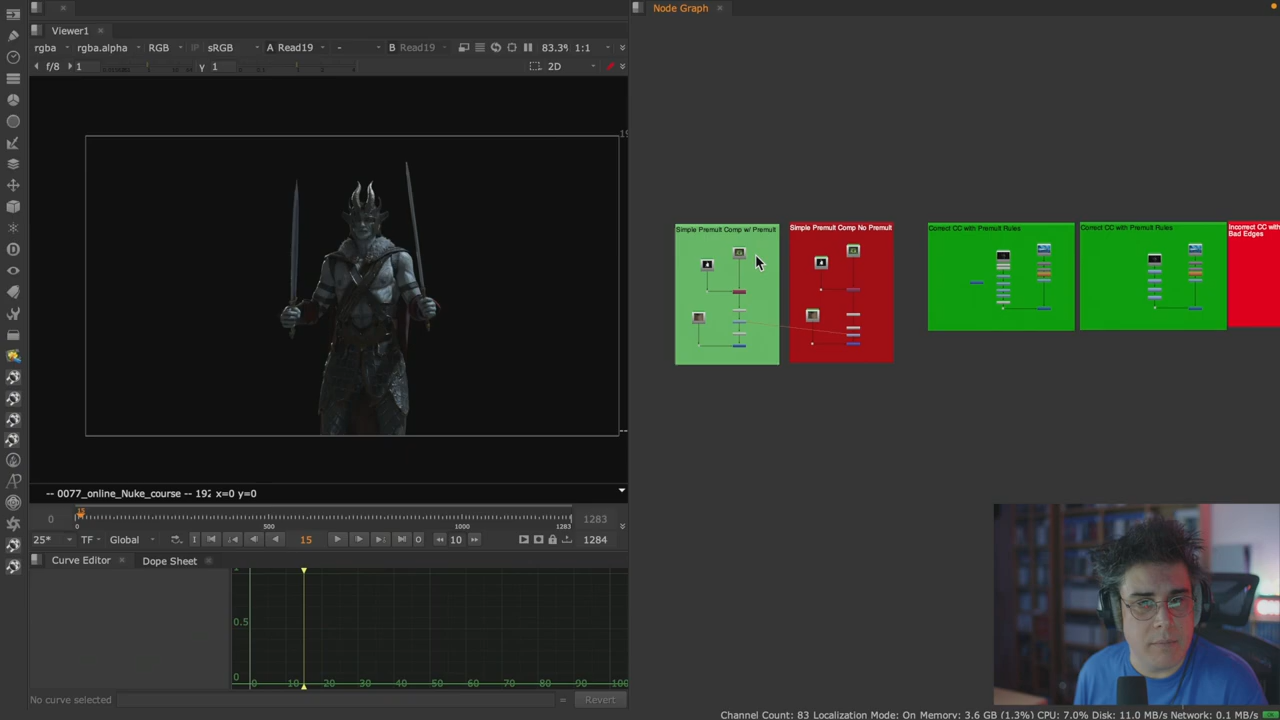 Node Graph
Viewer1
rgba rgba.alpha RGB sRGB A Read19 - B Read19 83.3% 1:1
f/8 1 y 1 2D
Simple Premult Comp w/ Premult
Simple Premult Comp No Premult
Correct CC with Premult Rules
Correct CC with Premult Rules
Incorrect CC with
Bad Edges
-- 0077_online_Nuke_course -- 192 x=0 y=0
15
0 0 500 1000 1283 1283
25* TF Global I 15 O 10 1284
Curve Editor Dope Sheet
0.5
0
0 10 20 30 40 50 60 70 80 90 100
No curve selected = Revert
Channel Count: 83 Localization Mode: On Memory: 3.6 GB (1.3%) CPU: 7.0% Disk: 11.0 MB/s Network: 0.1 MB/s